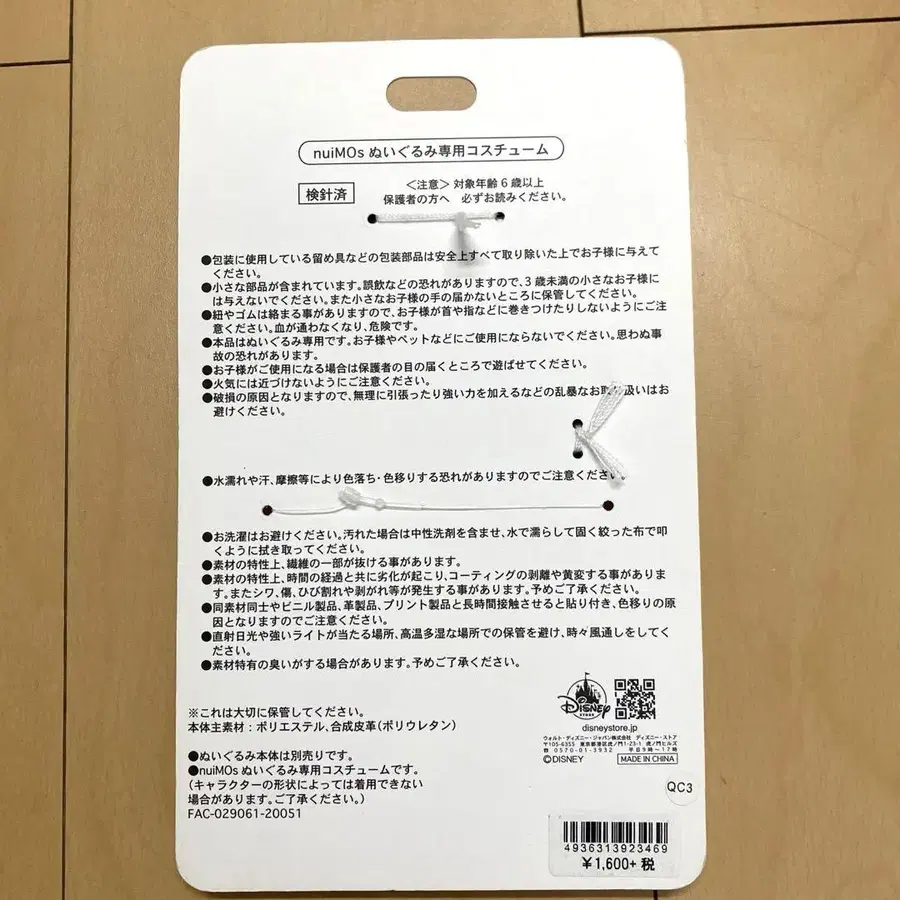 nuiMOs ぬいぐるみ専用コスチューム
検針済
<注意> 対象年齢6歳以上
保護者の方へ 必ずお読みください。
●包装に使用している留め具などの包装部品は安全上すべて取り除いた上でお子様に与えて
ください。
●小さな部品が含まれています。誤飲などの恐れがありますので、3歳未満の小さなお子様に
は与えないでください。また小さなお子様の手の届かないところに保管してください。
●紐やゴムは絡まる事がありますので、お子様が首や指などに巻きつけたりしないようにご注
意ください。血が通わなくなり、危険です。
●本品はぬいぐるみ専用です。お子様やペットなどにご使用にならないでください。思わぬ事
故の恐れがあります。
●お子様がご使用になる場合は保護者の目の届くところで遊ばせてください。
●火気には近づけないようにご注意ください。
●破損の原因となりますので、無理に引張ったり強い力を加えるなどの乱暴なお取り扱いはお
避けください。
●水濡れや汗、摩擦等により色落ち・色移りする恐れがありますのでご注意ください。
●お洗濯はお避けください。汚れた場合は中性洗剤を含ませ、水で濡らして固く絞った布で叩
くように拭き取ってください。
●素材の特性上、繊維の一部が抜ける事があります。
●素材の特性上、時間の経過と共に劣化が起こり、コーティングの剥離や黄変する事がありま
す。またシワ、傷、ひび割れや剥がれ等が発生する事があります。予めご了承ください。
●同素材同士やビニル製品、革製品、プリント製品と長時間接触させると貼り付き、色移りの原
因となりますのでご注意ください。
●直射日光や強いライトが当たる場所、高温多湿な場所での保管を避け、時々風通しをしてく
ださい。
●素材特有の臭いがする場合があります。予めご了承ください。
※これは大切に保管してください。
本体主素材:ポリエステル、合成皮革(ポリウレタン)
●ぬいぐるみ本体は別売りです。
●nuiMOs ぬいぐるみ専用コスチュームです。
(キャラクターの形状によっては着用できない
場合があります。ご了承ください。)
FAC-029061-20051
Disney
STORE
disneystore.jp
ウォルト・ディズニー・ジャパン株式会社 ディズニー・ストア
〒105-6355 東京都港区虎ノ門1-23-1 虎ノ門ヒルズ
☎ 0570-01-3932 平日9時〜17時
©DISNEY
MADE IN CHINA
QC3
4936313923469
¥1,600+税